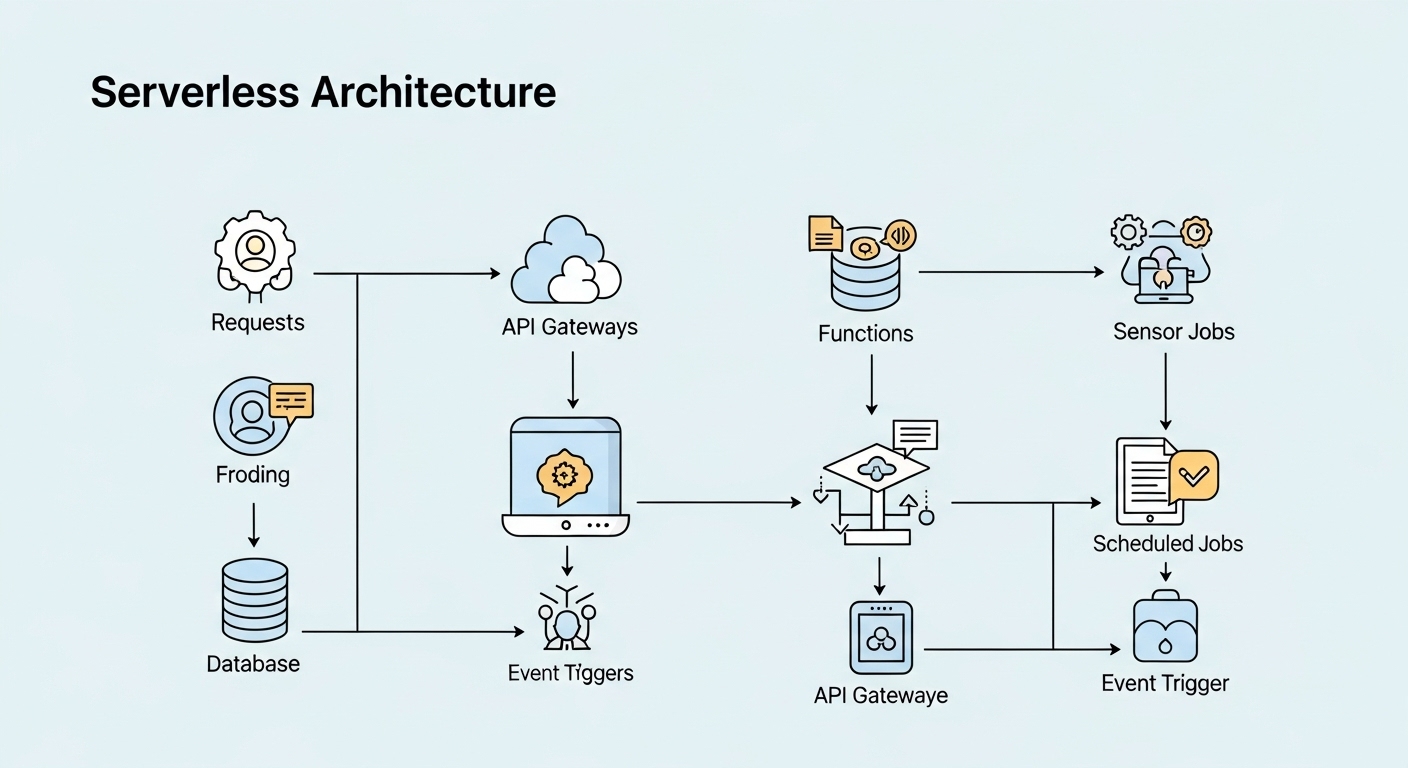 Serverless Architecture
Requests
API Gateways
Functions
Sensor Jobs
Froding
Scheduled Jobs
Database
Event Tiggers
API Gatewaye
Event Trigger